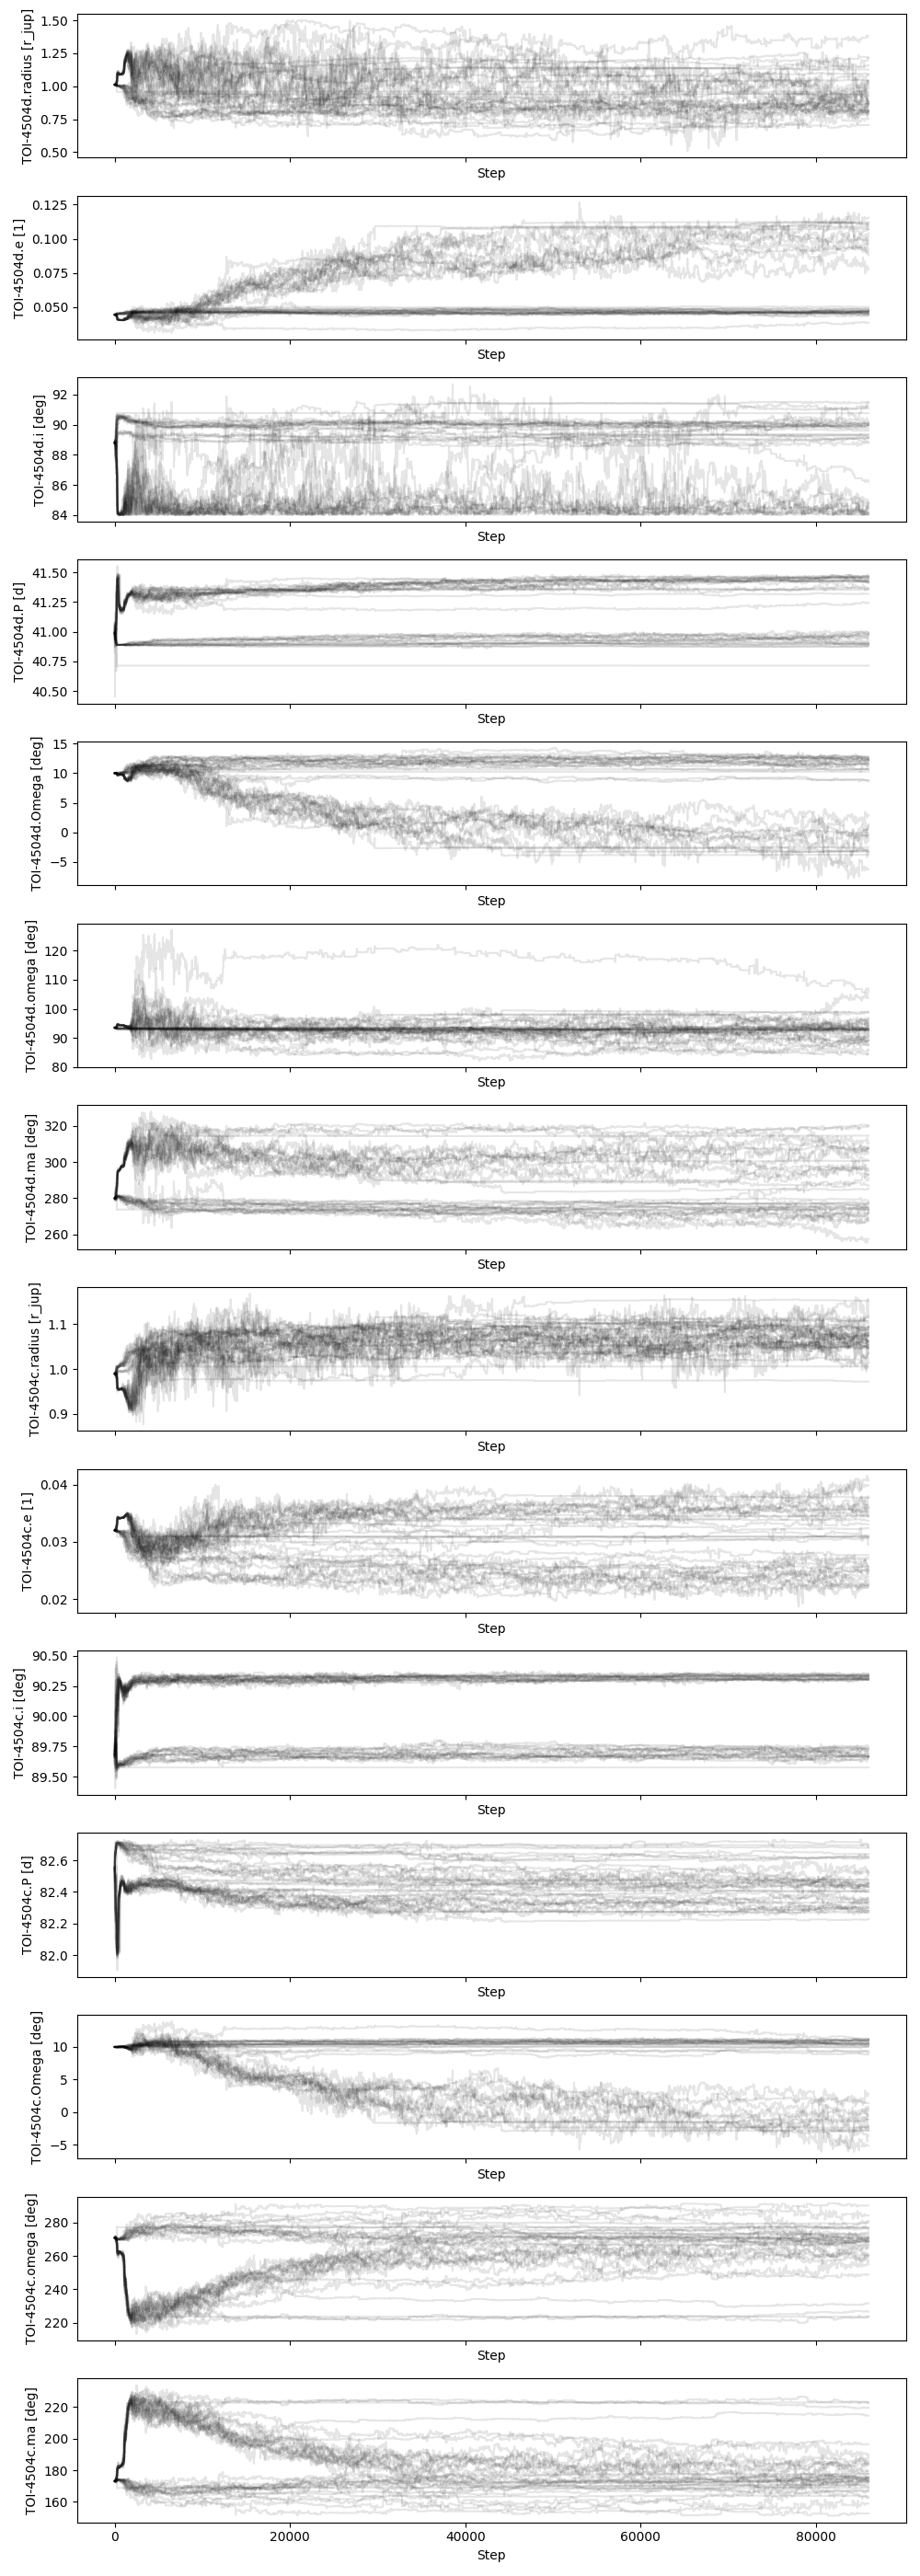 TOI-4504d.radius [r_jup]
1.50
1.25
1.00
0.75
0.50
Step
TOI-4504d.e [1]
0.125
0.100
0.075
0.050
Step
TOI-4504d.i [deg]
92
90
88
86
84
Step
TOI-4504d.P [d]
41.50
41.25
41.00
40.75
40.50
Step
TOI-4504d.Omega [deg]
15
10
5
0
−5
Step
TOI-4504d.omega [deg]
120
110
100
90
80
Step
TOI-4504d.ma [deg]
320
300
280
260
Step
TOI-4504c.radius [r_jup]
1.1
1.0
0.9
Step
TOI-4504c.e [1]
0.04
0.03
0.02
Step
TOI-4504c.i [deg]
90.50
90.25
90.00
89.75
89.50
Step
TOI-4504c.P [d]
82.6
82.4
82.2
82.0
Step
TOI-4504c.Omega [deg]
10
5
0
−5
Step
TOI-4504c.omega [deg]
280
260
240
220
Step
TOI-4504c.ma [deg]
220
200
180
160
0 20000 40000 60000 80000
Step